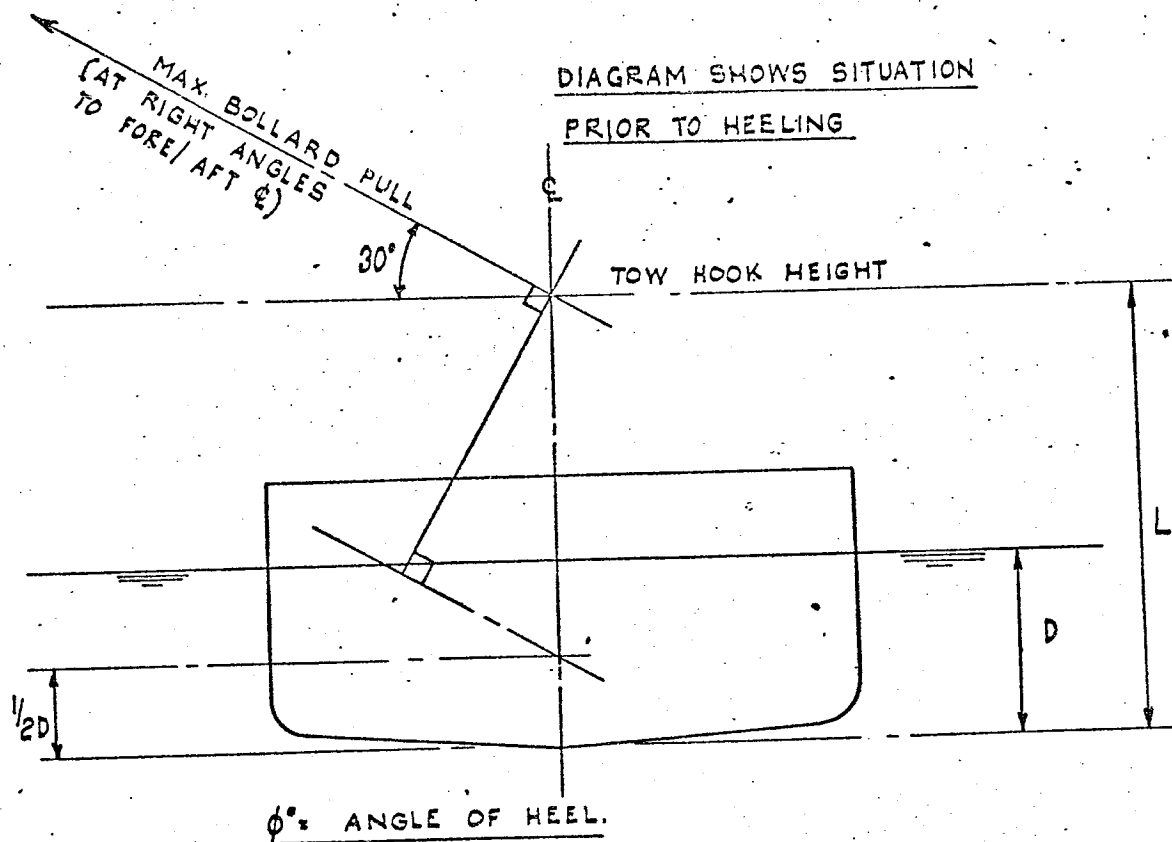 MAX. BOLLARD PULL
(AT RIGHT ANGLES
TO FORE/AFT ℄)
DIAGRAM SHOWS SITUATION
PRIOR TO HEELING
℄
30°
TOW HOOK HEIGHT
L
D
1/2D
φ°= ANGLE OF HEEL.